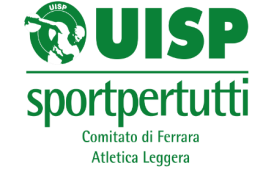 UISP
UISP
sportpertutti
Comitato di Ferrara
Atletica Leggera